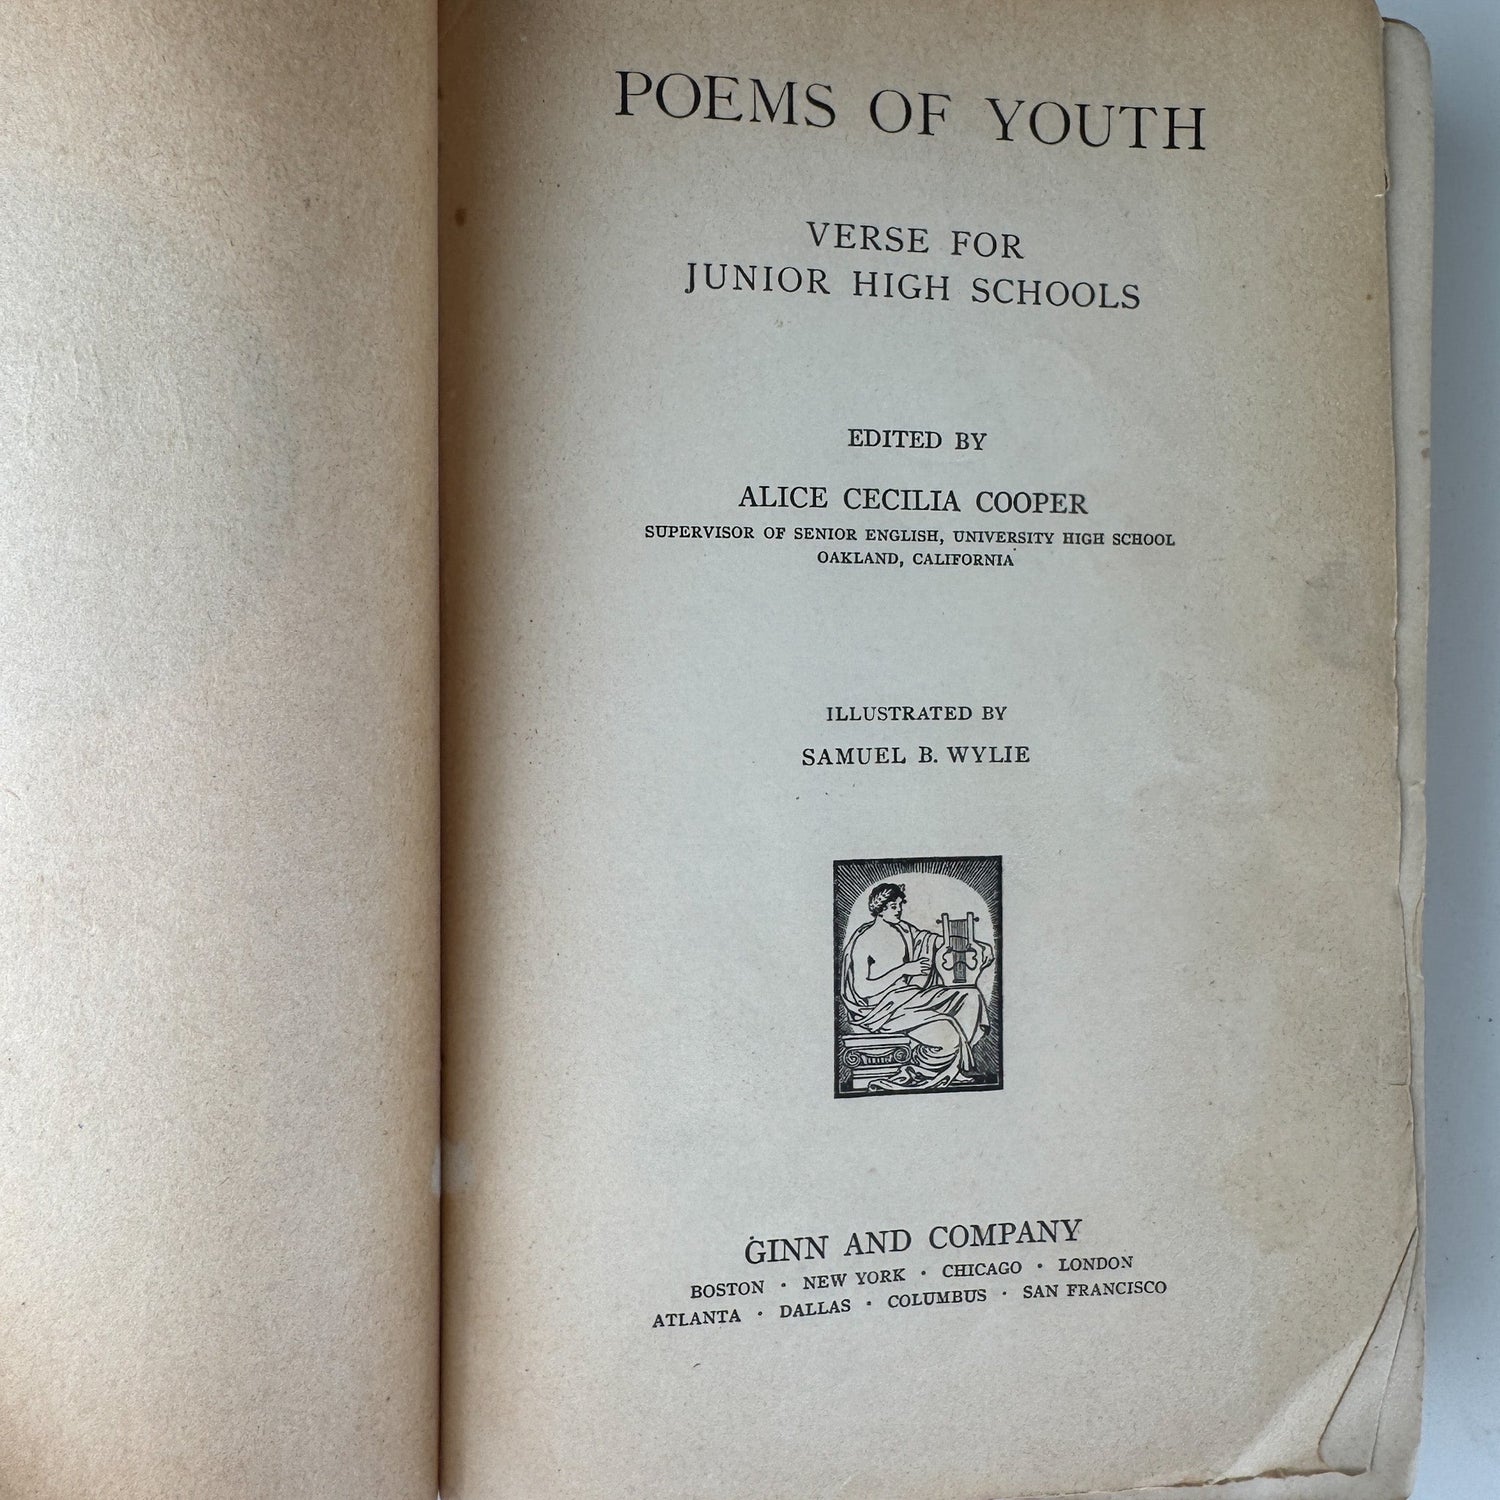 POEMS OF YOUTH
VERSE FOR
JUNIOR HIGH SCHOOLS
EDITED BY
ALICE CECILIA COOPER
SUPERVISOR OF SENIOR ENGLISH, UNIVERSITY HIGH SCHOOL
OAKLAND, CALIFORNIA
ILLUSTRATED BY
SAMUEL B. WYLIE
GINN AND COMPANY
BOSTON · NEW YORK · CHICAGO · LONDON
ATLANTA · DALLAS · COLUMBUS · SAN FRANCISCO